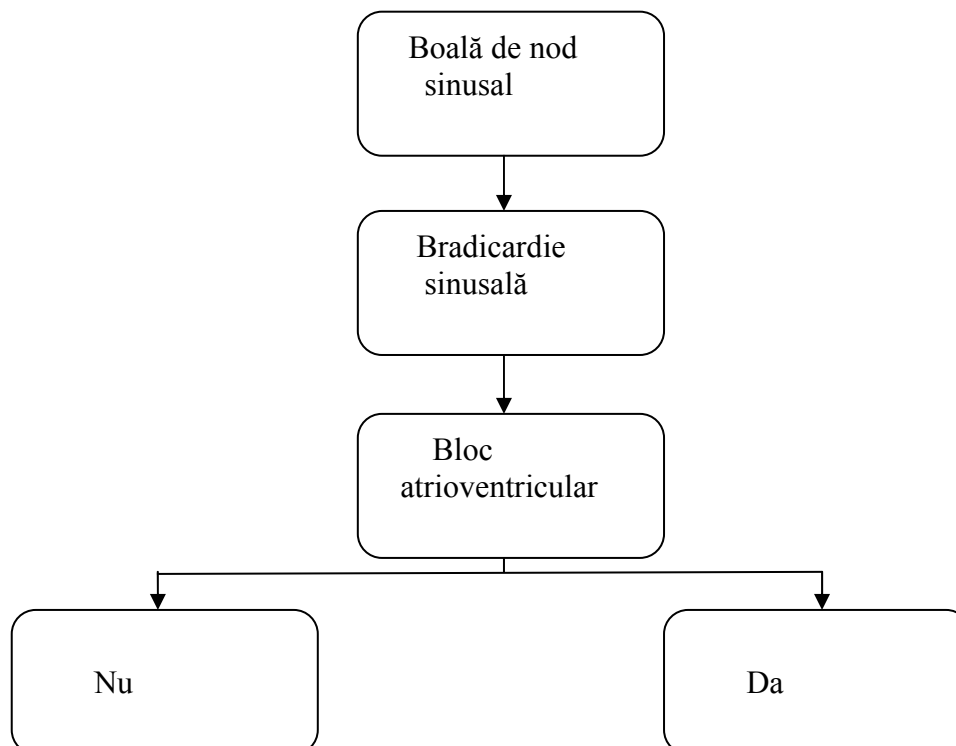 Boală de nod
sinusal
Bradicardie
sinusală
Bloc
atrioventricular
Nu
Da